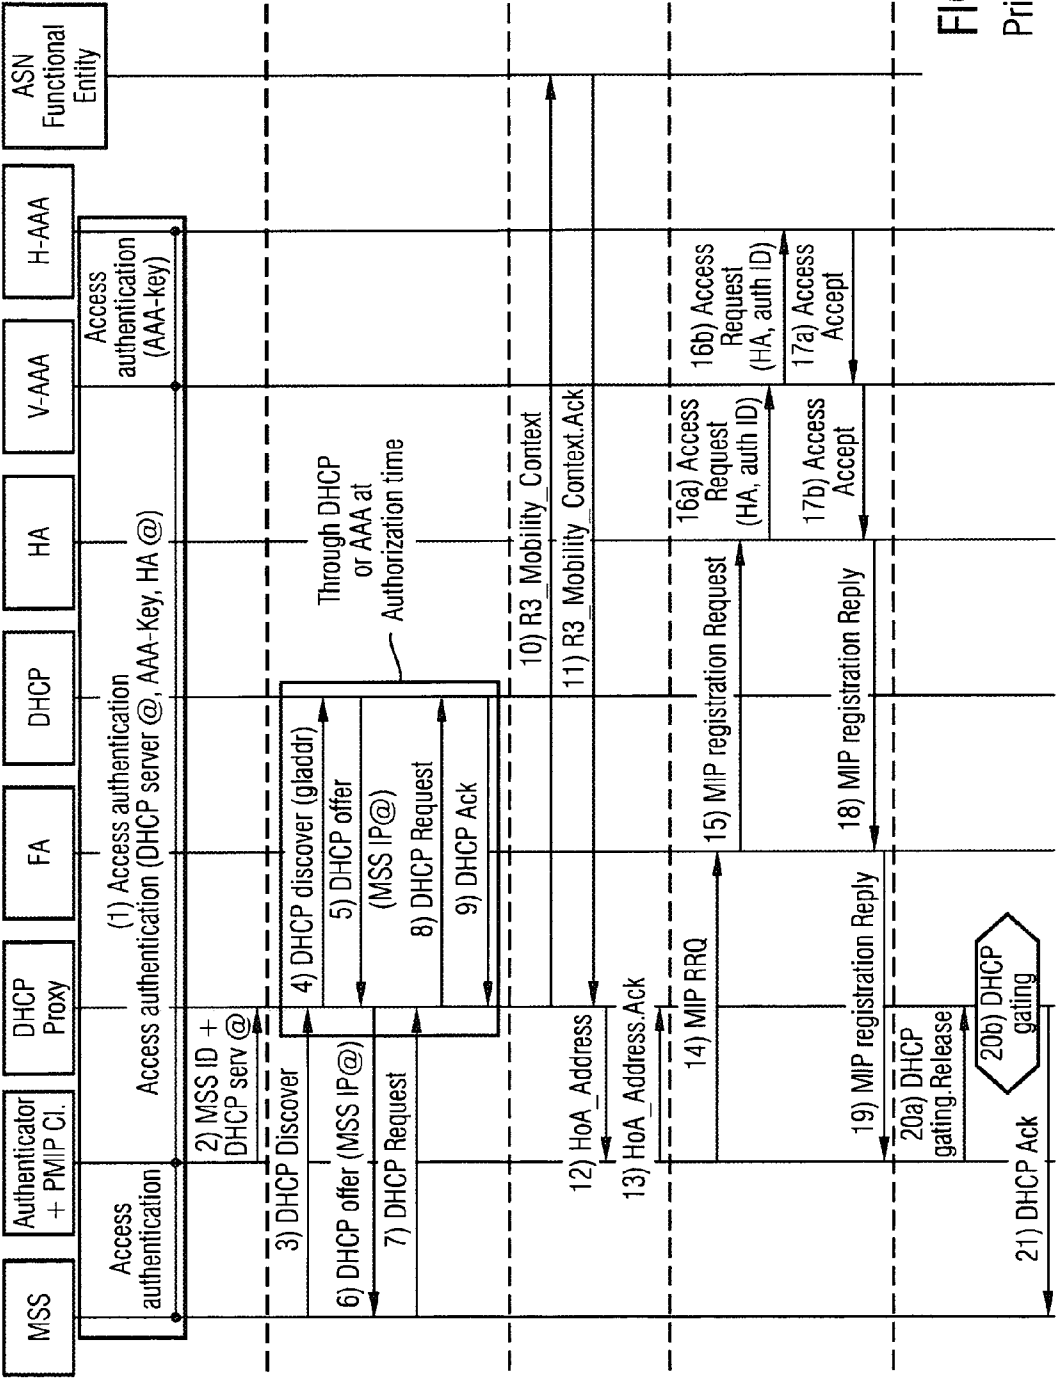 MSS
Authenticator
+ PMIP Cl.
DHCP
Proxy
FA
DHCP
HA
V-AAA
H-AAA
ASN
Functional
Entity
Access
authentication
(1) Access authentication
Access authentication (DHCP server @, AAA-Key, HA @)
Access
authentication
(AAA-key)
2) MSS ID +
DHCP serv @
3) DHCP Discover
4) DHCP discover (gladdr)
5) DHCP offer
(MSS IP@)
6) DHCP offer (MSS IP@)
7) DHCP Request
8) DHCP Request
9) DHCP Ack
Through DHCP
or AAA at
Authorization time
10) R3_Mobility_Context
11) R3_Mobility_Context.Ack
12) HoA_Address
13) HoA_Address.Ack
14) MIP RRQ
15) MIP registration Request
16a) Access
Request
(HA, auth ID)
16b) Access
Request
(HA, auth ID)
17a) Access
Accept
17b) Access
Accept
18) MIP registration Reply
19) MIP registration Reply
20a) DHCP
gating.Release
20b) DHCP
gating
21) DHCP Ack